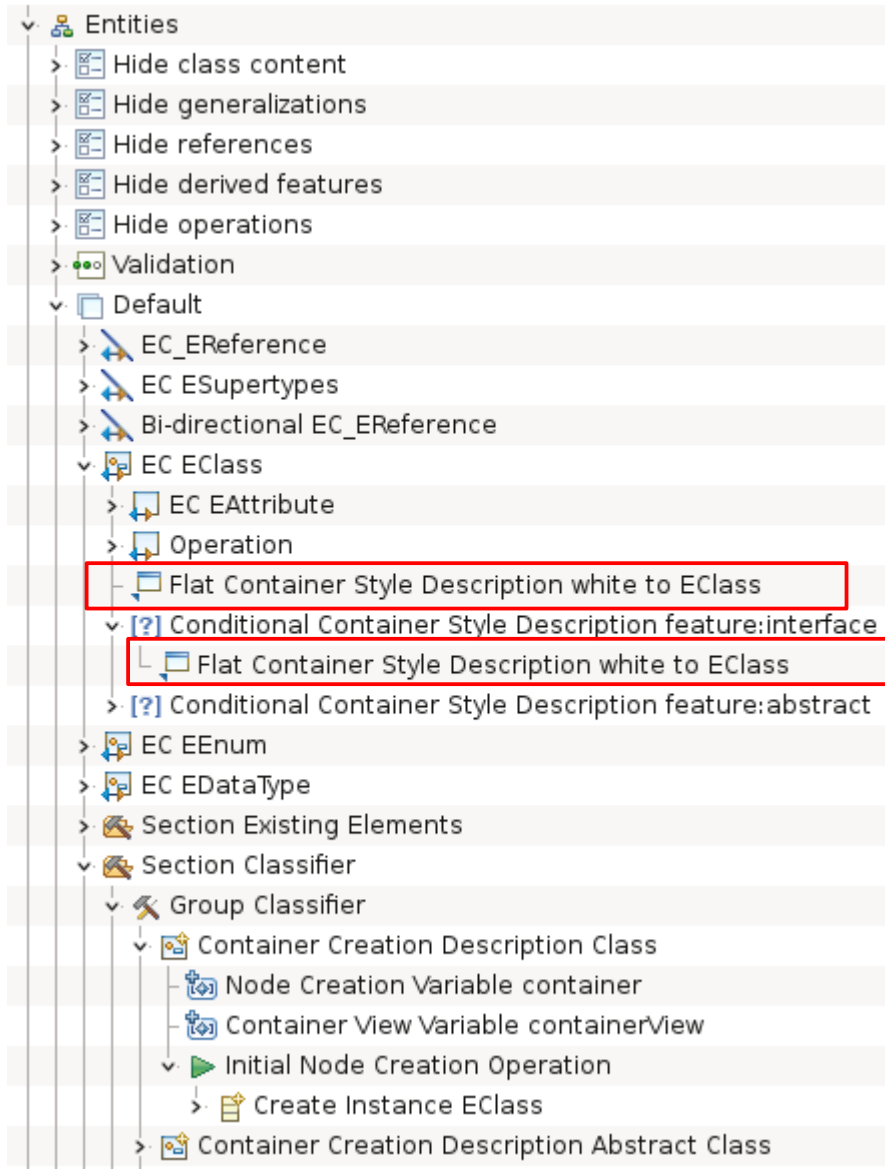 Entities
Hide class content
Hide generalizations
Hide references
Hide derived features
Hide operations
Validation
Default
EC_EReference
EC ESupertypes
Bi-directional EC_EReference
EC EClass
EC EAttribute
Operation
Flat Container Style Description white to EClass
[?] Conditional Container Style Description feature:interface
Flat Container Style Description white to EClass
[?] Conditional Container Style Description feature:abstract
EC EEnum
EC EDataType
Section Existing Elements
Section Classifier
Group Classifier
Container Creation Description Class
Node Creation Variable container
Container View Variable containerView
Initial Node Creation Operation
Create Instance EClass
Container Creation Description Abstract Class